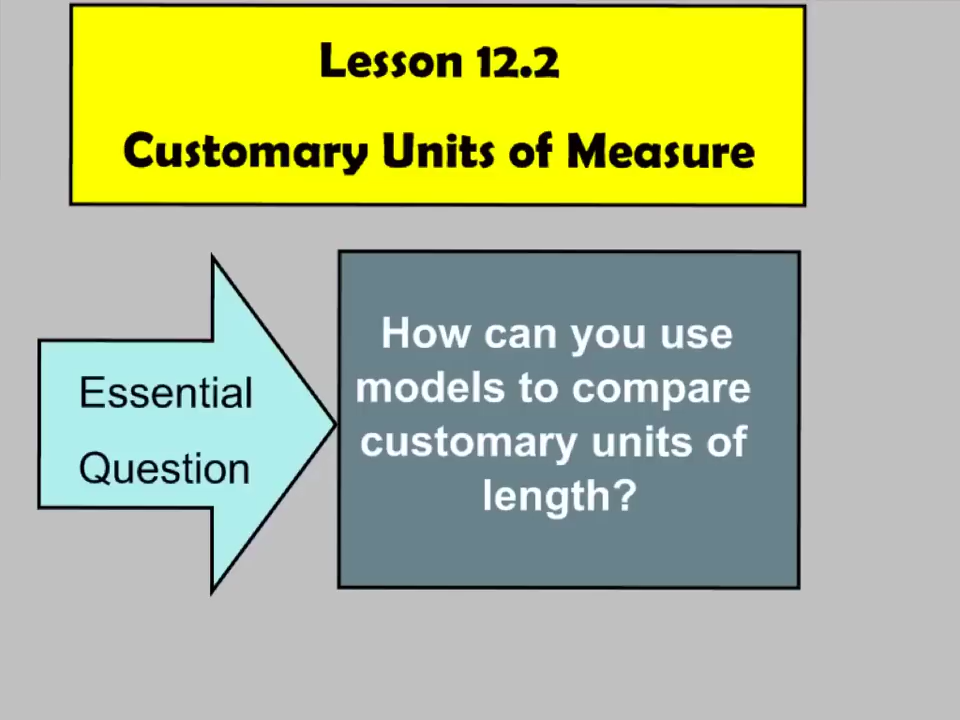 Lesson 12.2
Customary Units of Measure
Essential
Question
How can you use
models to compare
customary units of
length?